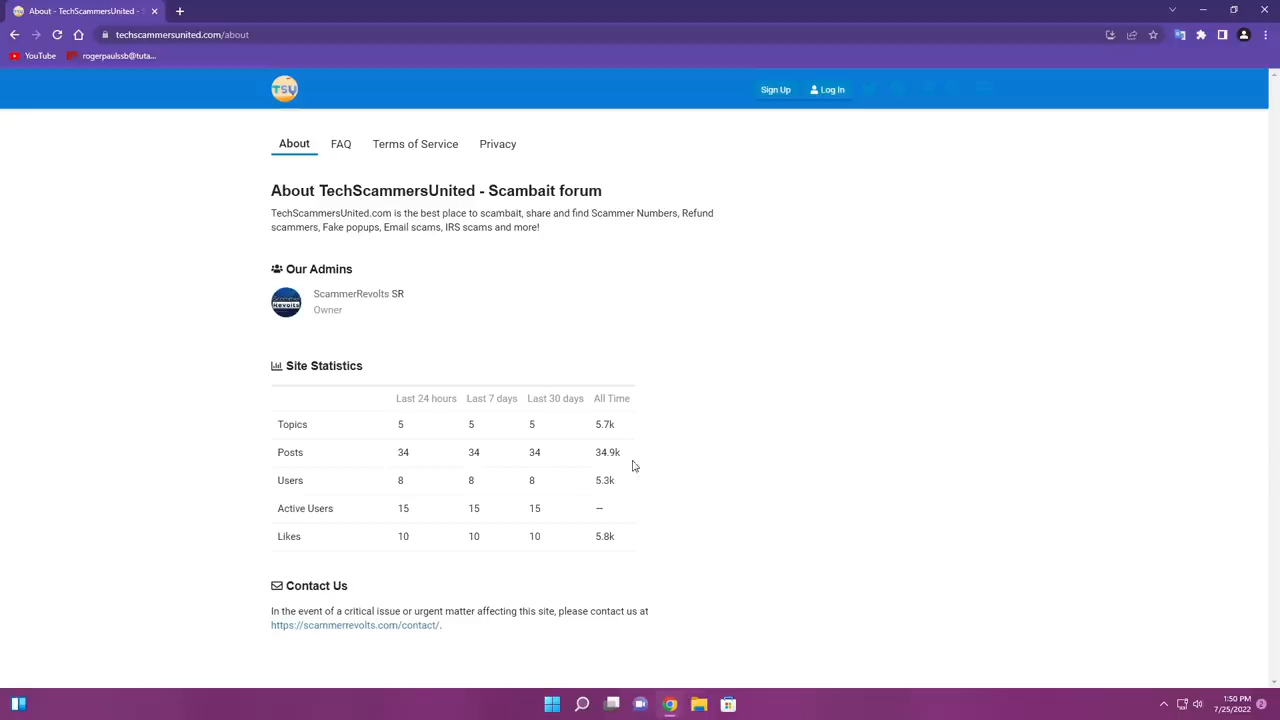 About - TechScammersUnited - S
techscammersunited.com/about
YouTube
rogerpaulssb@tuta...
TSU
Sign Up
Log In
About
FAQ
Terms of Service
Privacy
About TechScammersUnited - Scambait forum
TechScammersUnited.com is the best place to scambait, share and find Scammer Numbers, Refund
scammers, Fake popups, Email scams, IRS scams and more!
Our Admins
Scammer
Revolts
ScammerRevolts SR
Owner
Site Statistics
Last 24 hours Last 7 days Last 30 days All Time
Topics 5 5 5 5.7k
Posts 34 34 34 34.9k
Users 8 8 8 5.3k
Active Users 15 15 15 —
Likes 10 10 10 5.8k
Contact Us
In the event of a critical issue or urgent matter affecting this site, please contact us at
https://scammerrevolts.com/contact/.
1:50 PM
7/25/2022
2